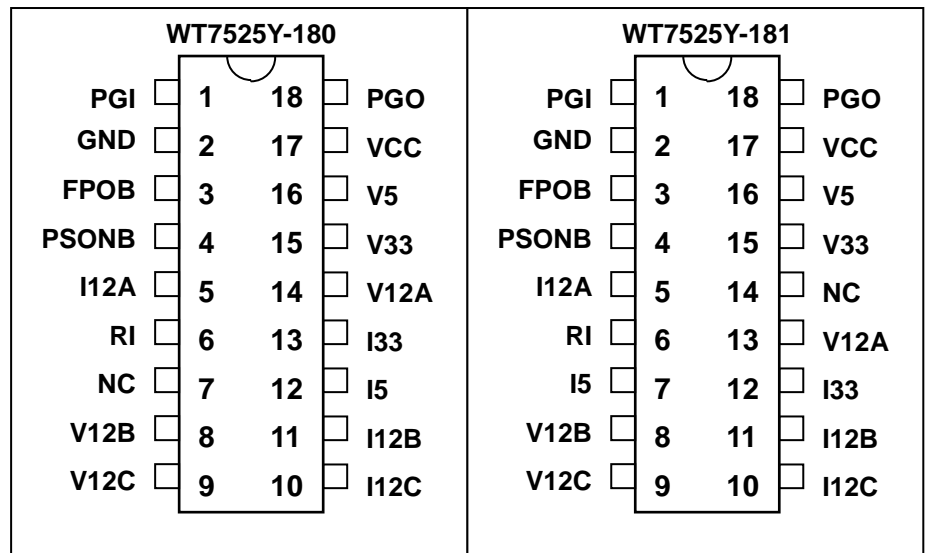 WT7525Y-180
PGI 1 18 PGO
GND 2 17 VCC
FPOB 3 16 V5
PSONB 4 15 V33
I12A 5 14 V12A
RI 6 13 I33
NC 7 12 I5
V12B 8 11 I12B
V12C 9 10 I12C
WT7525Y-181
PGI 1 18 PGO
GND 2 17 VCC
FPOB 3 16 V5
PSONB 4 15 V33
I12A 5 14 NC
RI 6 13 V12A
I5 7 12 I33
V12B 8 11 I12B
V12C 9 10 I12C